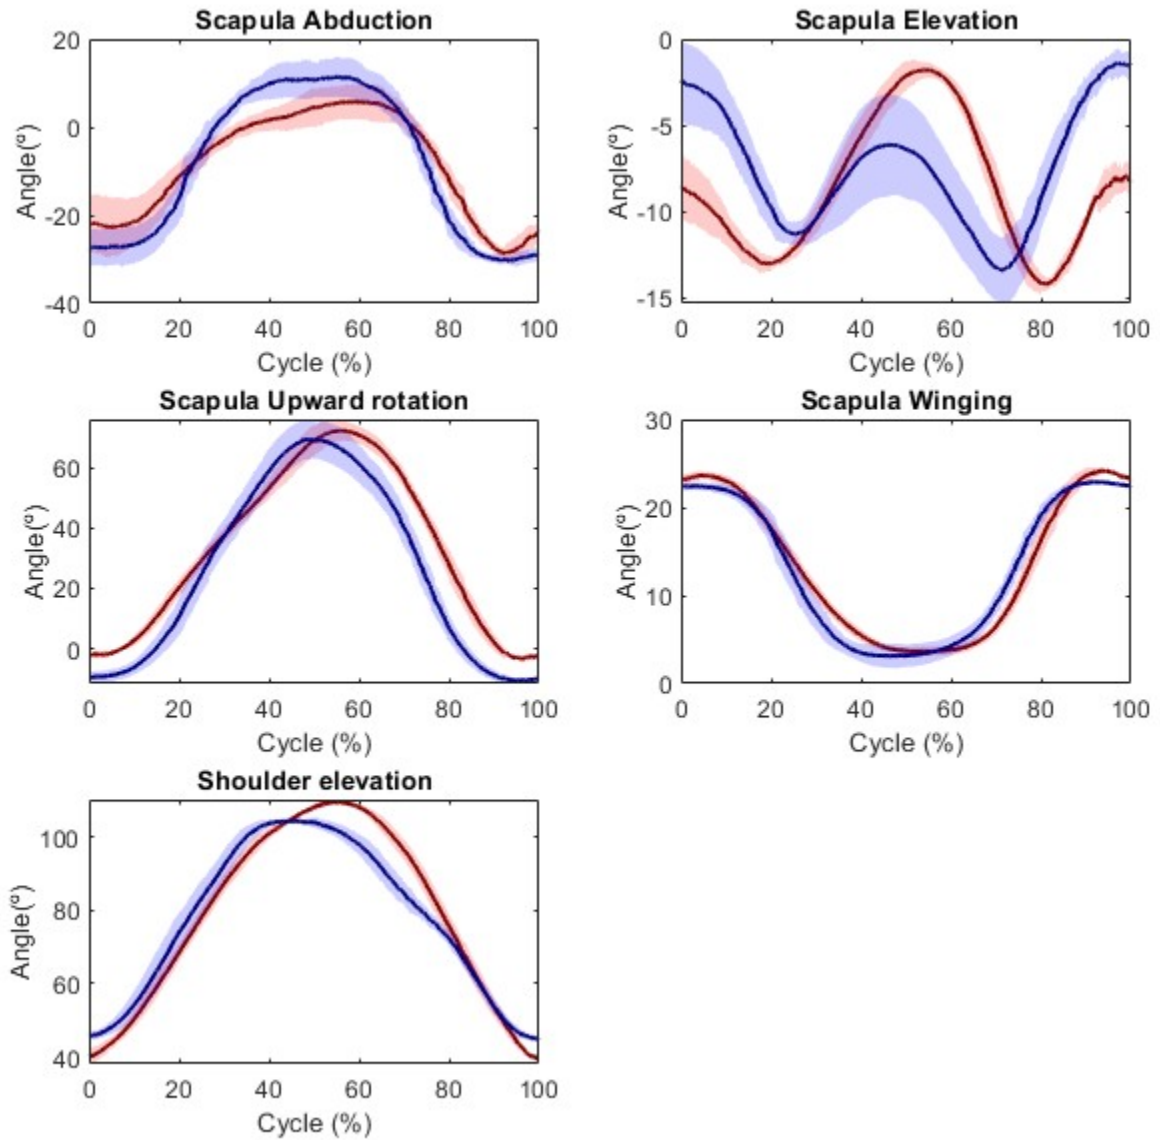 Scapula Abduction
20
0
-20
-40
Angle(º)
0 20 40 60 80 100
Cycle (%)
Scapula Elevation
0
-5
-10
-15
Angle(º)
0 20 40 60 80 100
Cycle (%)
Scapula Upward rotation
60
40
20
0
Angle(º)
0 20 40 60 80 100
Cycle (%)
Scapula Winging
30
20
10
0
Angle(º)
0 20 40 60 80 100
Cycle (%)
Shoulder elevation
100
80
60
40
Angle(º)
0 20 40 60 80 100
Cycle (%)